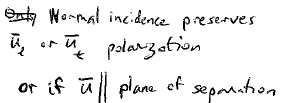 Normal incidence preserves
ū_l or ū_t polarization
or if ū ∥ plane of separation